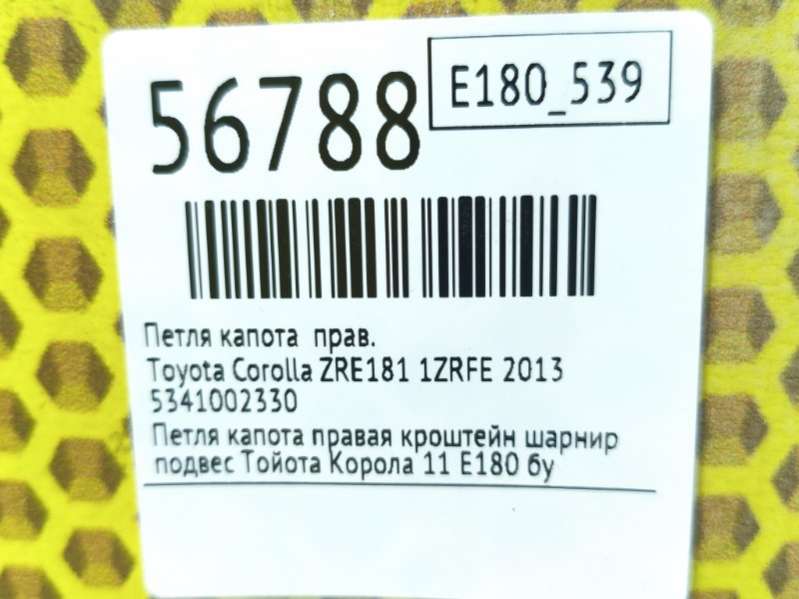 56788
E180_539
Петля капота прав.
Toyota Corolla ZRE181 1ZRFE 2013
5341002330
Петля капота правая кроштейн шарнир
подвес Тойота Корола 11 E180 бу